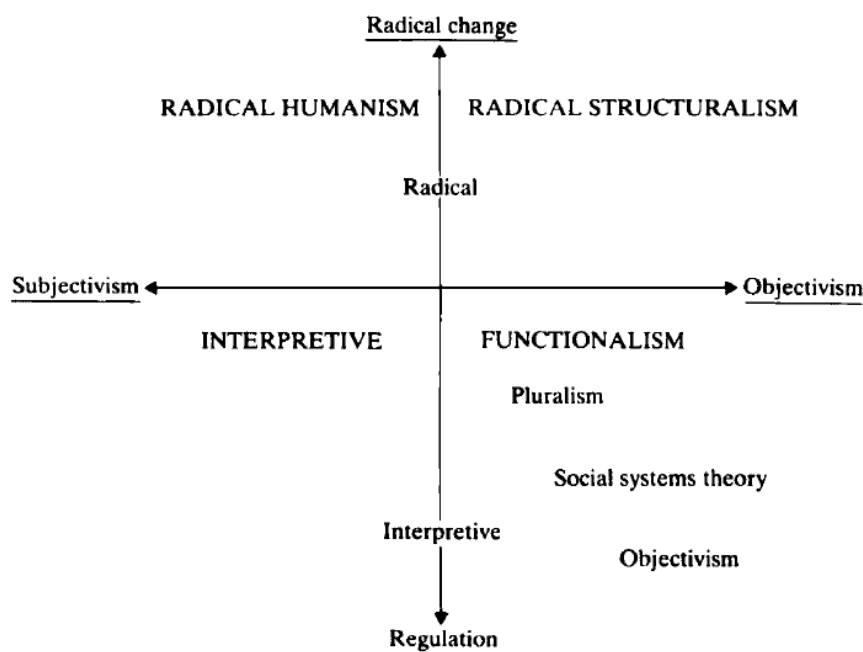 Radical change
RADICAL HUMANISM RADICAL STRUCTURALISM
Radical
Subjectivism Objectivism
INTERPRETIVE FUNCTIONALISM
Pluralism
Social systems theory
Interpretive
Objectivism
Regulation